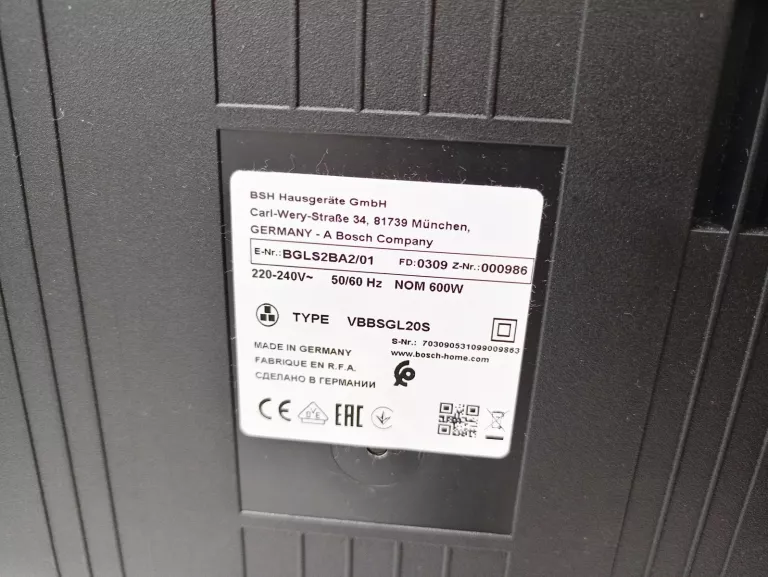 BSH Hausgeräte GmbH
Carl-Wery-Straße 34, 81739 München,
GERMANY - A Bosch Company
E-Nr.: BGLS2BA2/01 FD: 0309 Z-Nr.: 000986
220-240V~ 50/60 Hz NOM 600W
TYPE VBBSGL20S
S-Nr.: 703090531099009863
www.bosch-home.com
MADE IN GERMANY
FABRIQUE EN R.F.A.
СДЕЛАНО В ГЕРМАНИИ
CE EAC